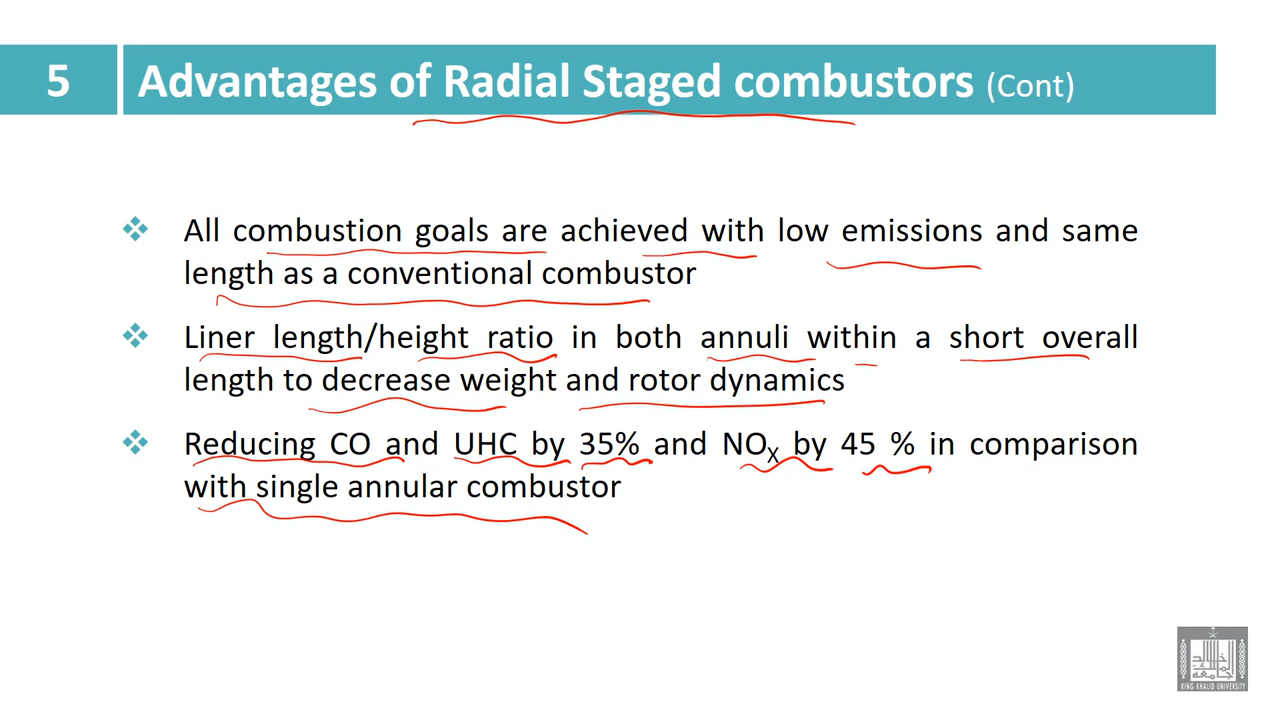 5
Advantages of Radial Staged combustors (Cont)
❖ All combustion goals are achieved with low emissions and same
length as a conventional combustor
❖ Liner length/height ratio in both annuli within a short overall
length to decrease weight and rotor dynamics
❖ Reducing CO and UHC by 35% and NOX by 45 % in comparison
with single annular combustor
KING KHALID UNIVERSITY